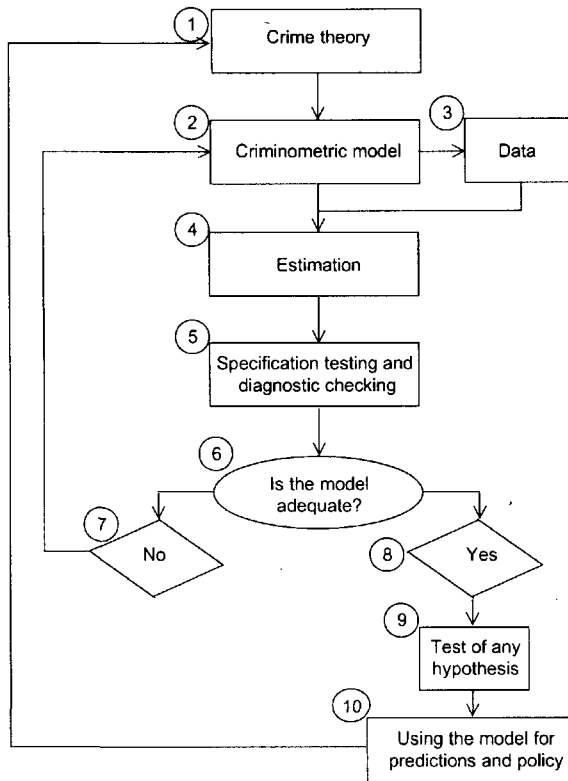 1
Crime theory
2
Criminometric model
3
Data
4
Estimation
5
Specification testing and
diagnostic checking
6
Is the model
adequate?
7
No
8
Yes
9
Test of any
hypothesis
10
Using the model for
predictions and policy